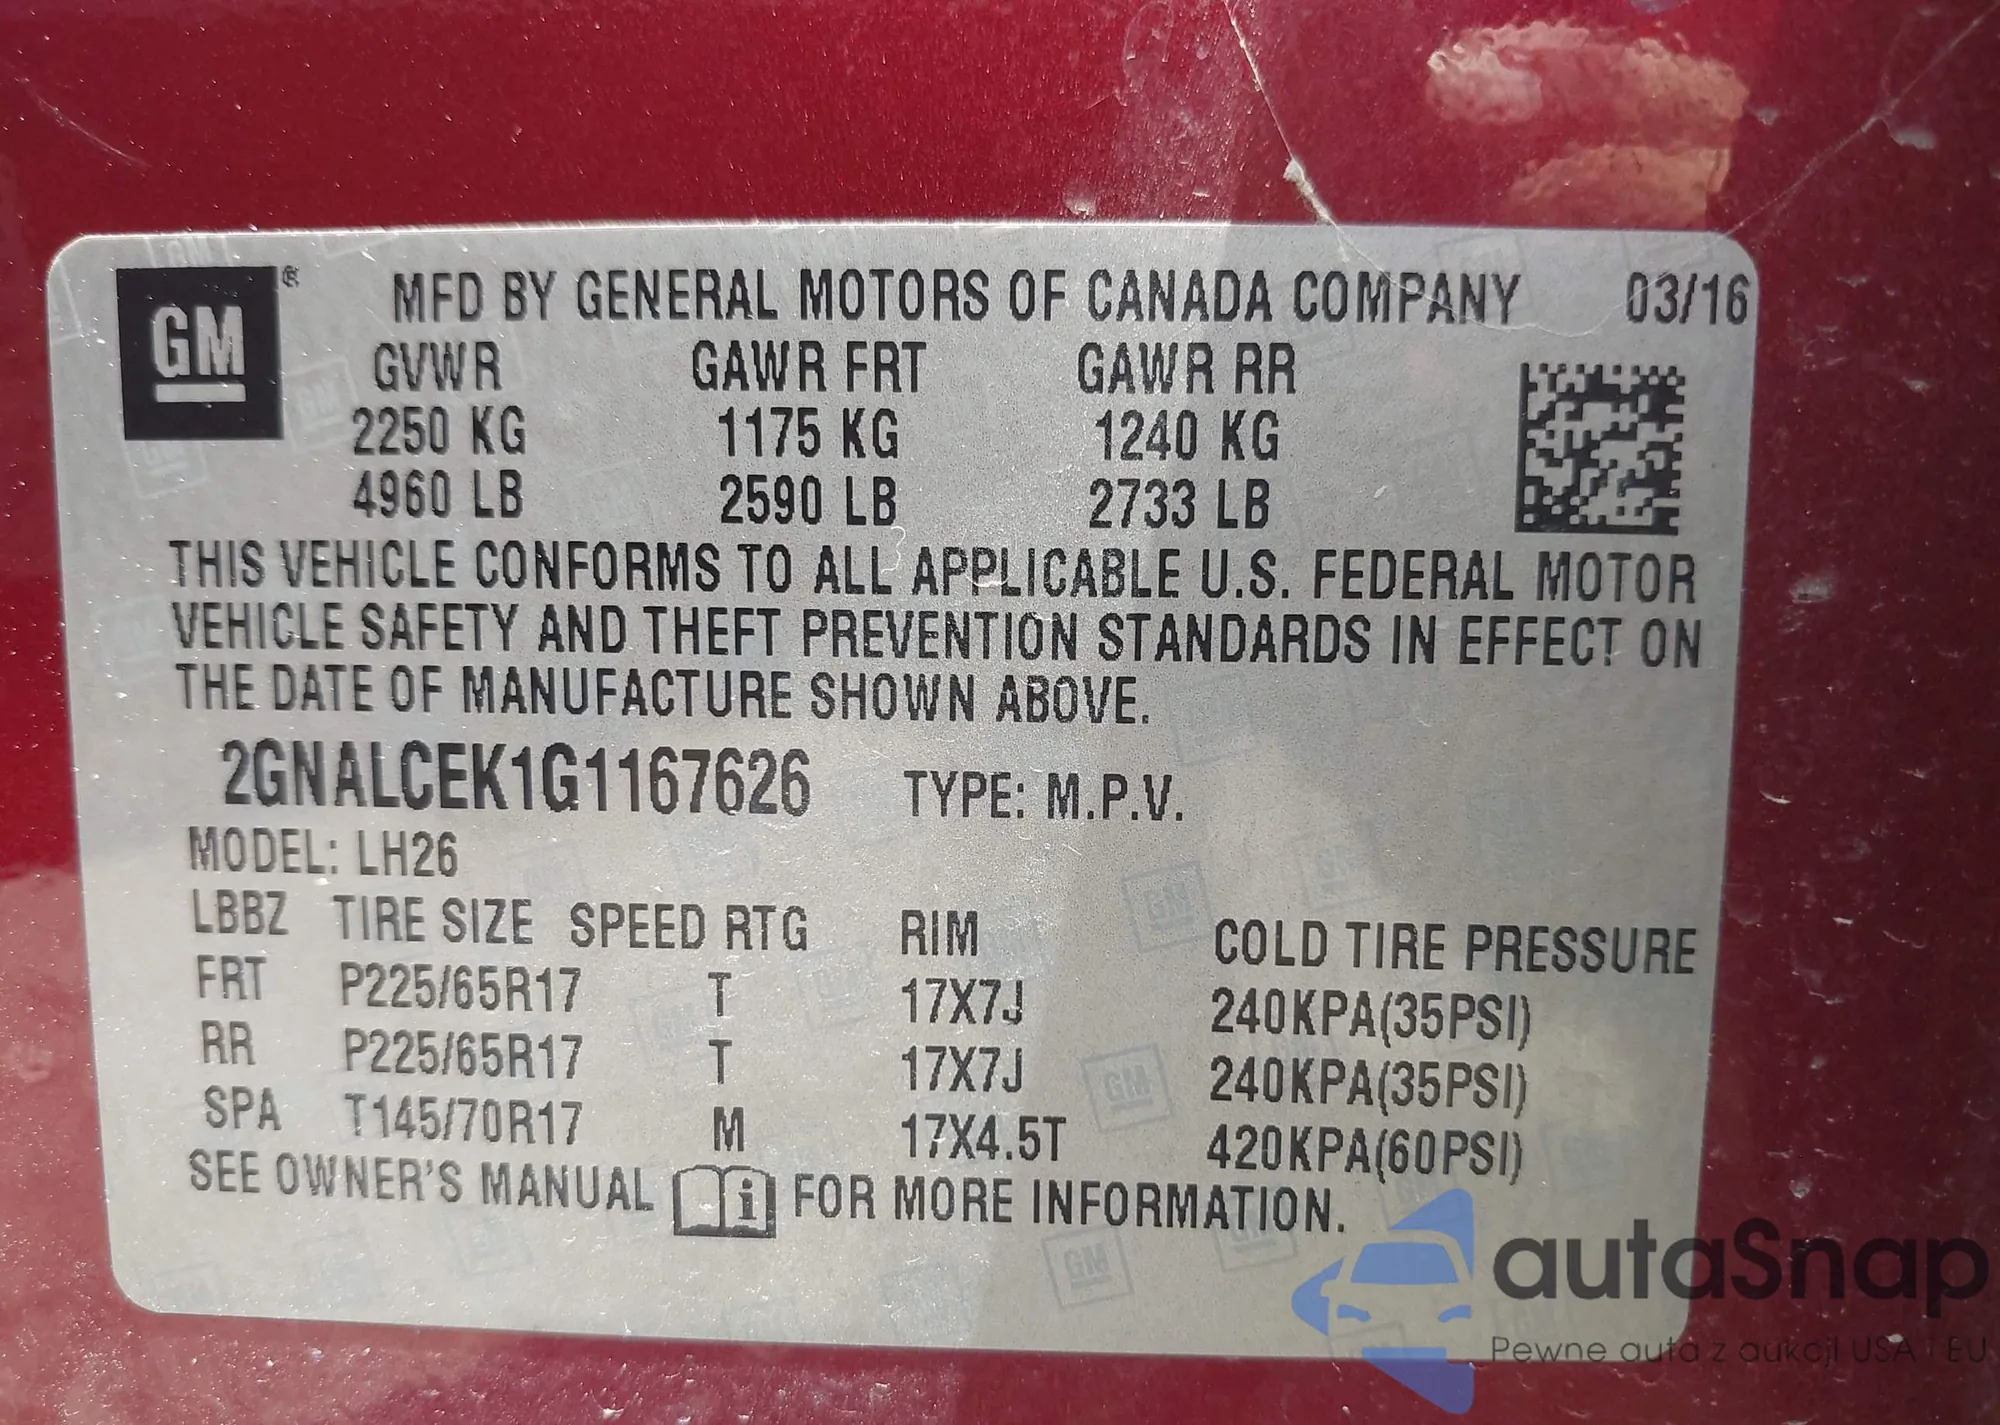 GM ® MFD BY GENERAL MOTORS OF CANADA COMPANY 03/16
GVWR GAWR FRT GAWR RR
2250 KG 1175 KG 1240 KG
4960 LB 2590 LB 2733 LB
THIS VEHICLE CONFORMS TO ALL APPLICABLE U.S. FEDERAL MOTOR
VEHICLE SAFETY AND THEFT PREVENTION STANDARDS IN EFFECT ON
THE DATE OF MANUFACTURE SHOWN ABOVE.
2GNALCEK1G1167626 TYPE: M.P.V.
MODEL: LH26
LBBZ TIRE SIZE SPEED RTG RIM COLD TIRE PRESSURE
FRT P225/65R17 T 17X7J 240KPA(35PSI)
RR P225/65R17 T 17X7J 240KPA(35PSI)
SPA T145/70R17 M 17X4.5T 420KPA(60PSI)
SEE OWNER'S MANUAL i FOR MORE INFORMATION.
autaSnap
Pewne auta z aukcji USA i EU